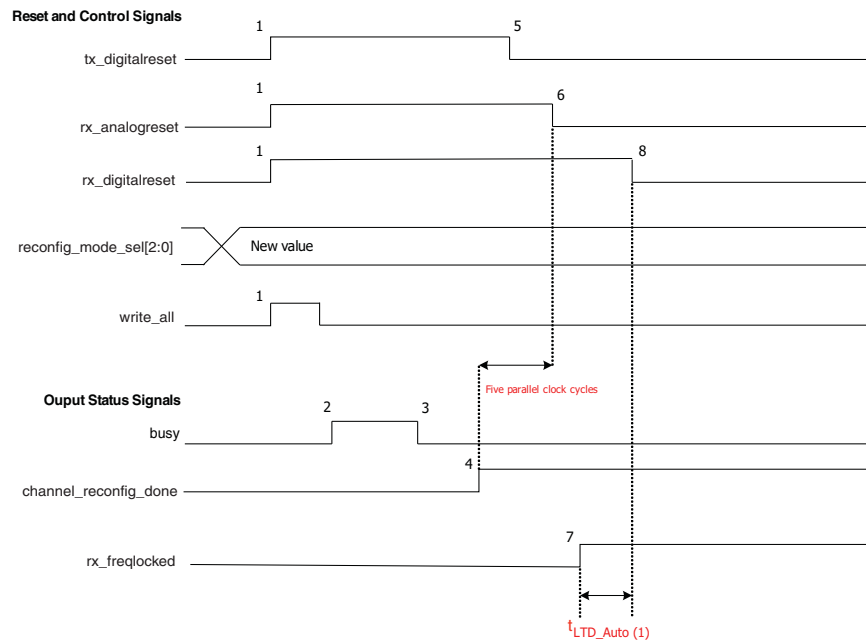 Reset and Control Signals
1
5
tx_digitalreset
1
6
rx_analogreset
1
8
rx_digitalreset
reconfig_mode_sel[2:0]
New value
1
write_all
Five parallel clock cycles
Ouput Status Signals
2
3
busy
4
channel_reconfig_done
7
rx_freqlocked
tLTD_Auto (1)